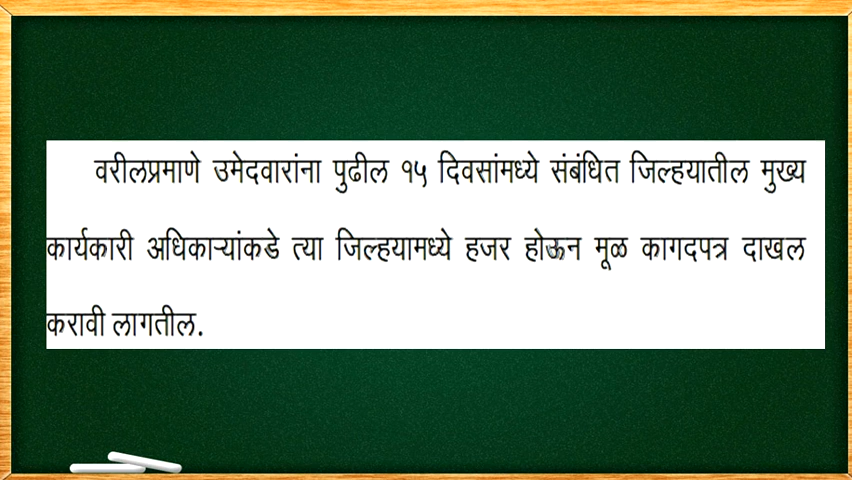 वरीलप्रमाणे उमेदवारांना पुढील १५ दिवसांमध्ये संबंधित जिल्हयातील मुख्य
कार्यकारी अधिकाऱ्यांकडे त्या जिल्हयामध्ये हजर होऊन मूळ कागदपत्र दाखल
करावी लागतील.